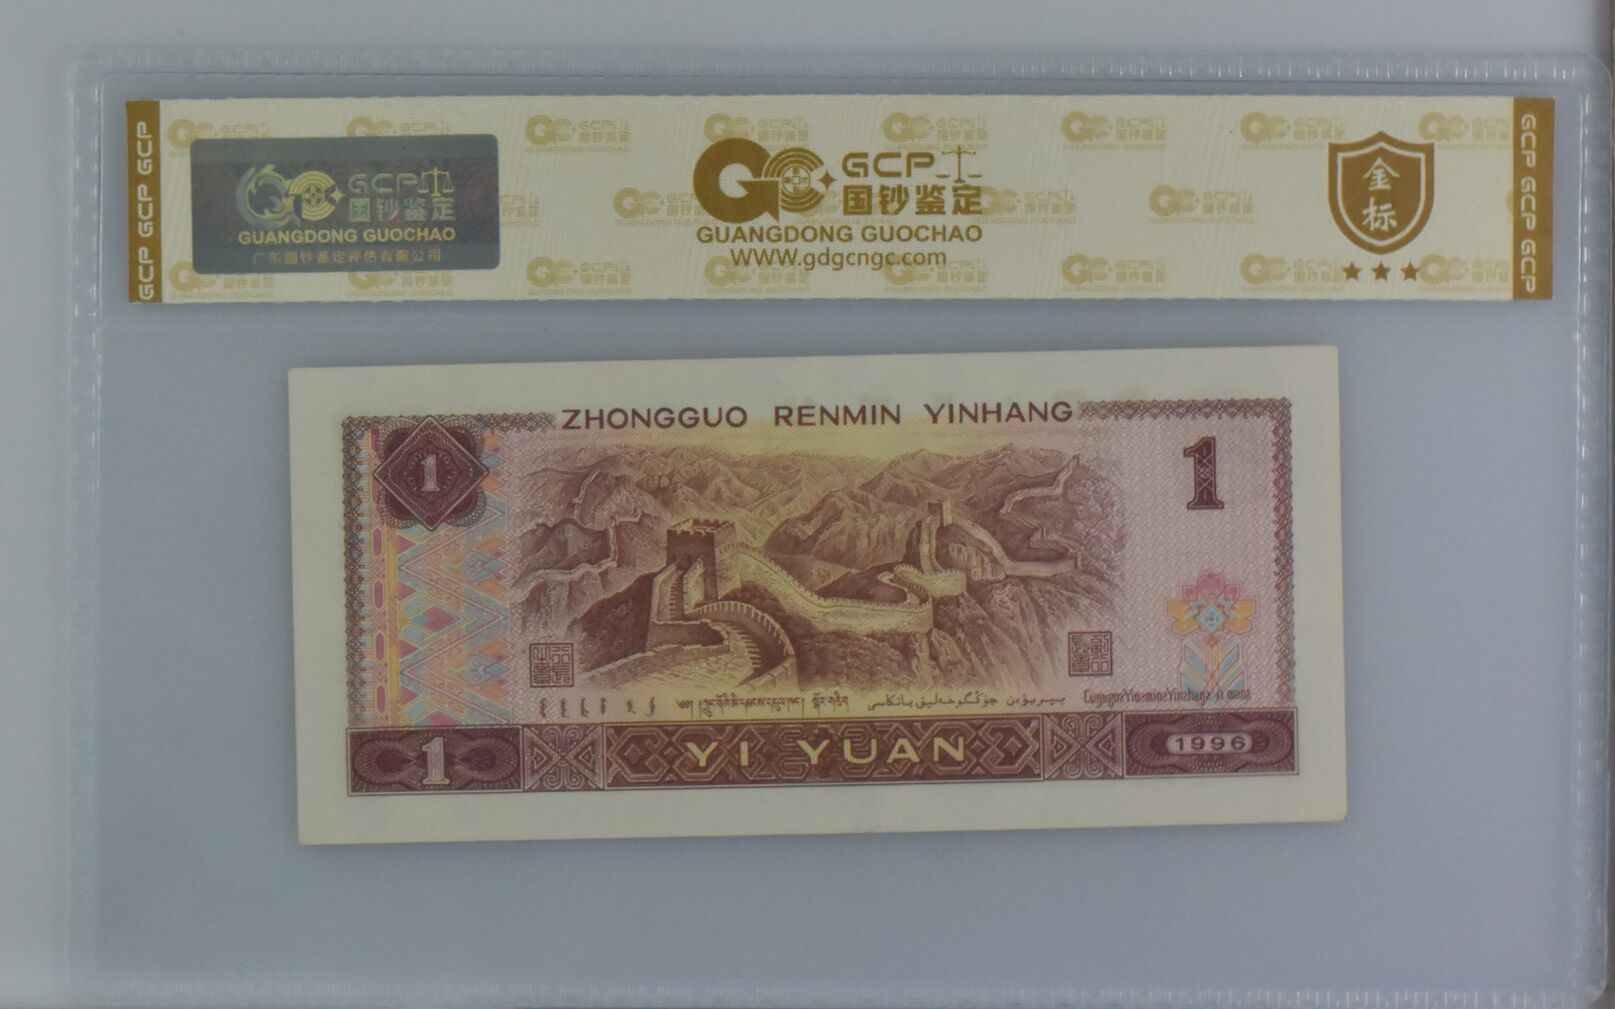 GCP GCP GCP
GCP
国钞鉴定
GUANGDONG GUOCHAO
广东国钞鉴定评估有限公司
GCP
国钞鉴定
GUANGDONG GUOCHAO
WWW.gdgcngc.com
金
标
GCP GCP GCP
ZHONGGUO RENMIN YINHANG
1
1
1
YI YUAN
1996